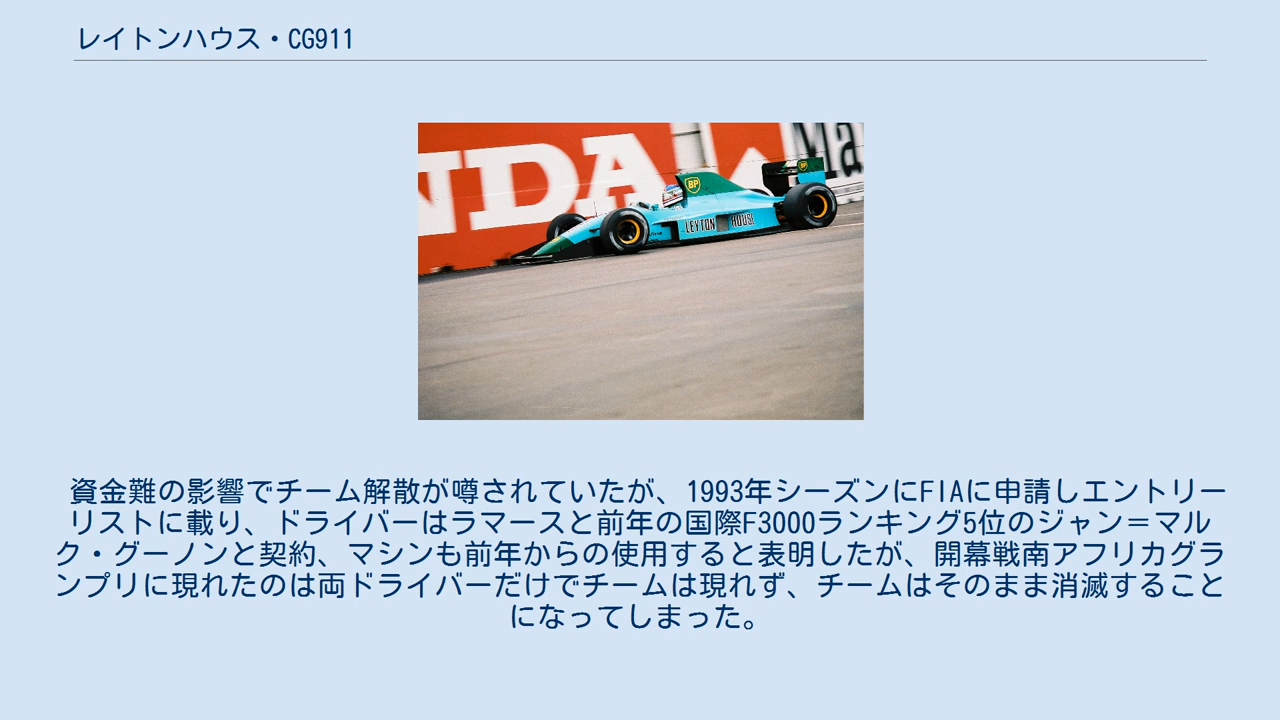 レイトンハウス・CG911
NDA
Ma
BP
BP
LEYTON HOUSE
資金難の影響でチーム解散が噂されていたが、1993年シーズンにFIAに申請しエントリー
リストに載り、ドライバーはラマースと前年の国際F3000ランキング5位のジャン＝マル
ク・グーノンと契約、マシンも前年からの使用すると表明したが、開幕戦南アフリカグラ
ンプリに現れたのは両ドライバーだけでチームは現れず、チームはそのまま消滅すること
になってしまった。